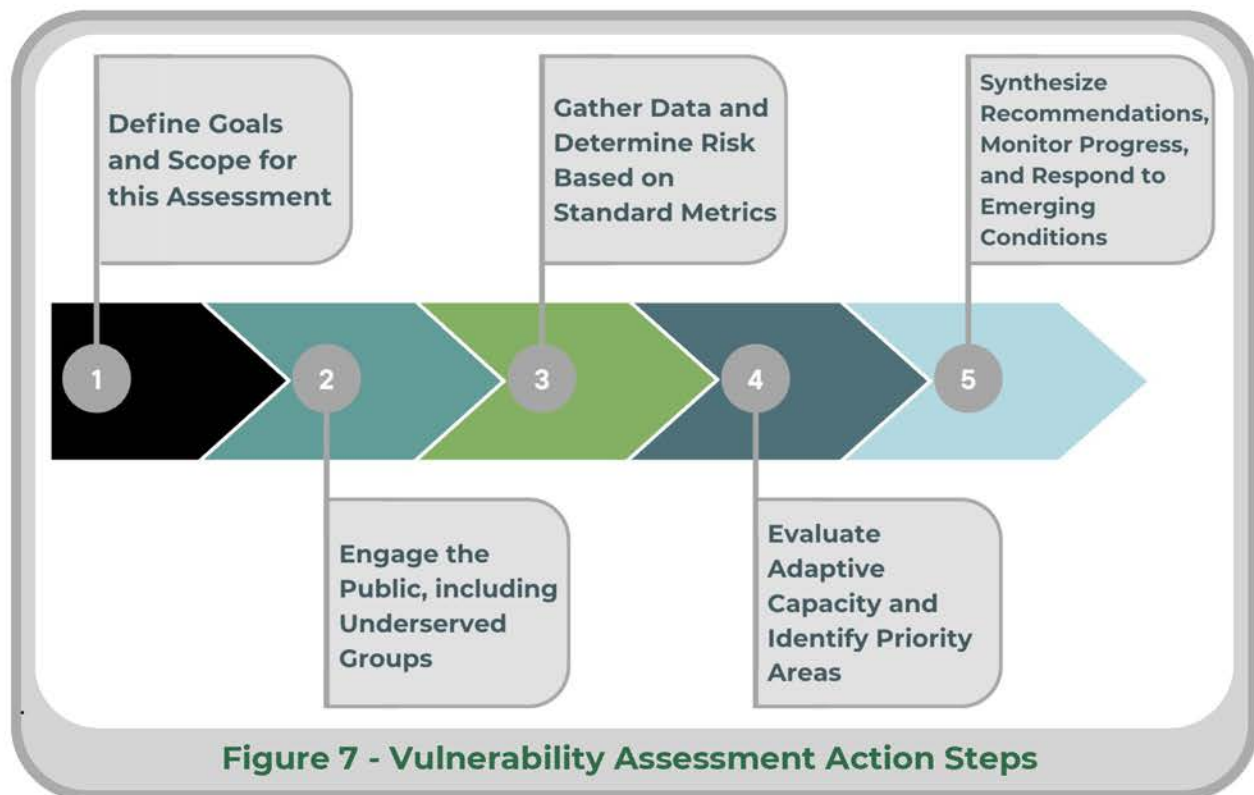 Define Goals
and Scope for
this Assessment
Gather Data and
Determine Risk
Based on
Standard Metrics
Synthesize
Recommendations,
Monitor Progress,
and Respond to
Emerging
Conditions
1
2
3
4
5
Engage the
Public, including
Underserved
Groups
Evaluate
Adaptive
Capacity and
Identify Priority
Areas
Figure 7 - Vulnerability Assessment Action Steps